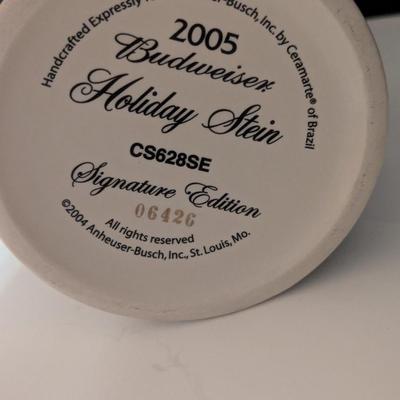 Handcrafted Expressly Anheuser-Busch, Inc. by Ceramarte® of Brazil
2005
Budweiser
Holiday Stein
CS628SE
Signature Edition
06426
All rights reserved
©2004 Anheuser-Busch, Inc., St. Louis, Mo.